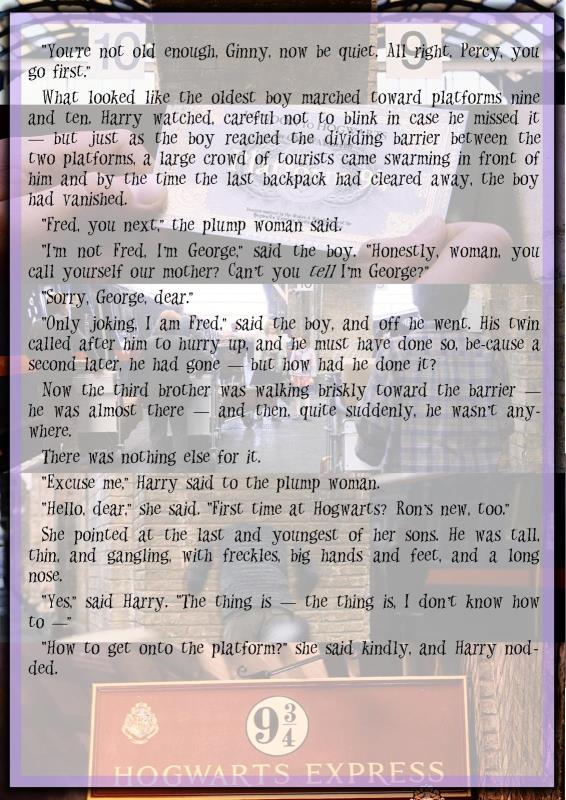 "You're not old enough, Ginny, now be quiet. All right, Percy, you
go first."
What looked like the oldest boy marched toward platforms nine
and ten. Harry watched, careful not to blink in case he missed it
— but just as the boy reached the dividing barrier between the
two platforms, a large crowd of tourists came swarming in front of
him and by the time the last backpack had cleared away, the boy
had vanished.
"Fred, you next," the plump woman said.
"I'm not Fred, I'm George," said the boy. "Honestly, woman, you
call yourself our mother? Can't you tell I'm George?"
"Sorry, George, dear."
"Only joking, I am Fred," said the boy, and off he went. His twin
called after him to hurry up, and he must have done so, be-cause a
second later, he had gone — but how had he done it?
Now the third brother was walking briskly toward the barrier —
he was almost there — and then, quite suddenly, he wasn't any-
where.
There was nothing else for it.
"Excuse me," Harry said to the plump woman.
"Hello, dear," she said. "First time at Hogwarts? Ron's new, too."
She pointed at the last and youngest of her sons. He was tall,
thin, and gangling, with freckles, big hands and feet, and a long
nose.
"Yes," said Harry. "The thing is — the thing is, I don't know how
to —"
"How to get onto the platform?" she said kindly, and Harry nod-
ded.
10
9
9 3/4
HOGWARTS EXPRESS